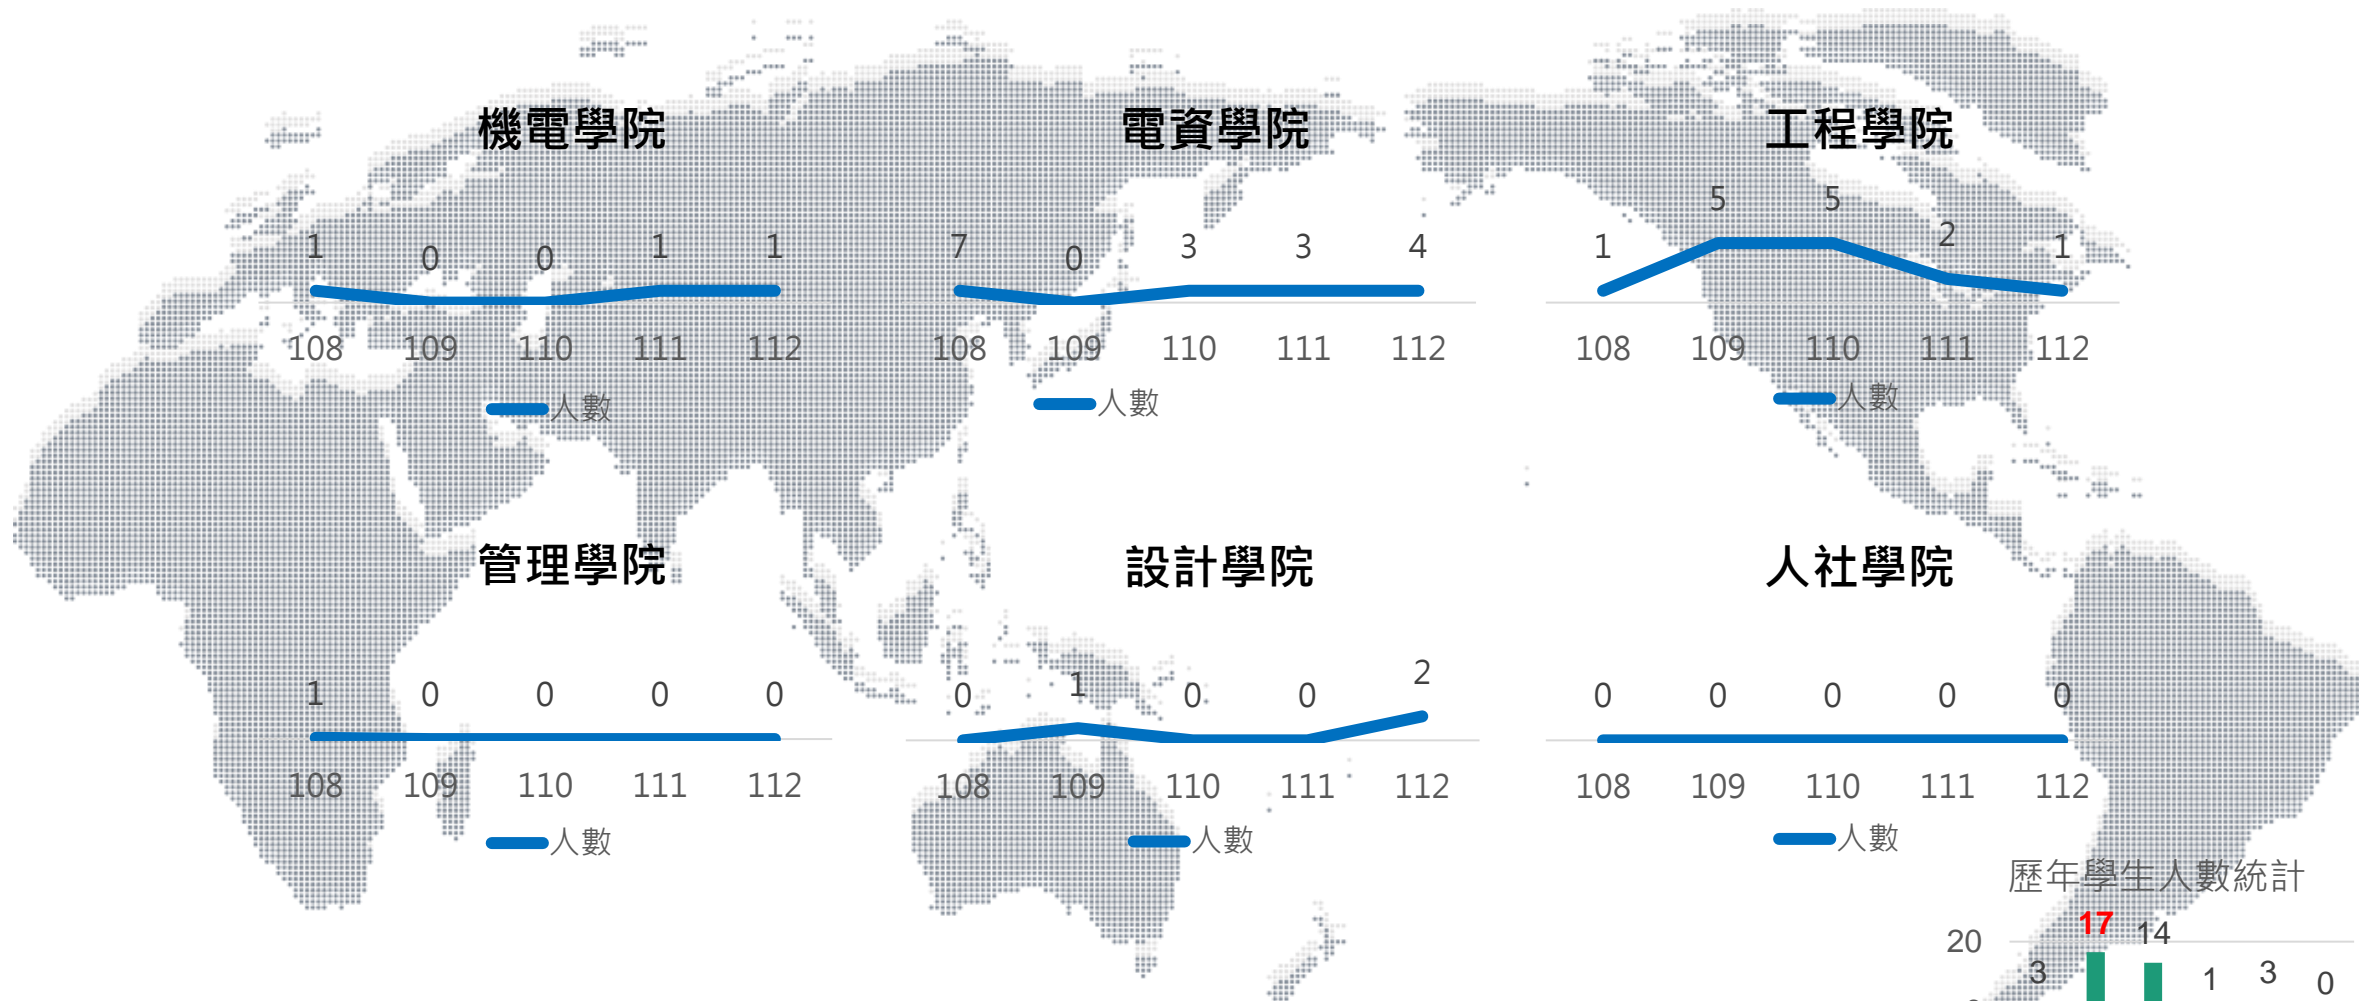 機電學院
1 0 0 1 1
108 109 110 111 112
人數
電資學院
7 0 3 3 4
108 109 110 111 112
人數
工程學院
1 5 5 2 1
108 109 110 111 112
人數
管理學院
1 0 0 0 0
108 109 110 111 112
人數
設計學院
0 1 0 0 2
108 109 110 111 112
人數
人社學院
0 0 0 0 0
108 109 110 111 112
人數
歷年學生人數統計
20
3 17 14 1 3 0